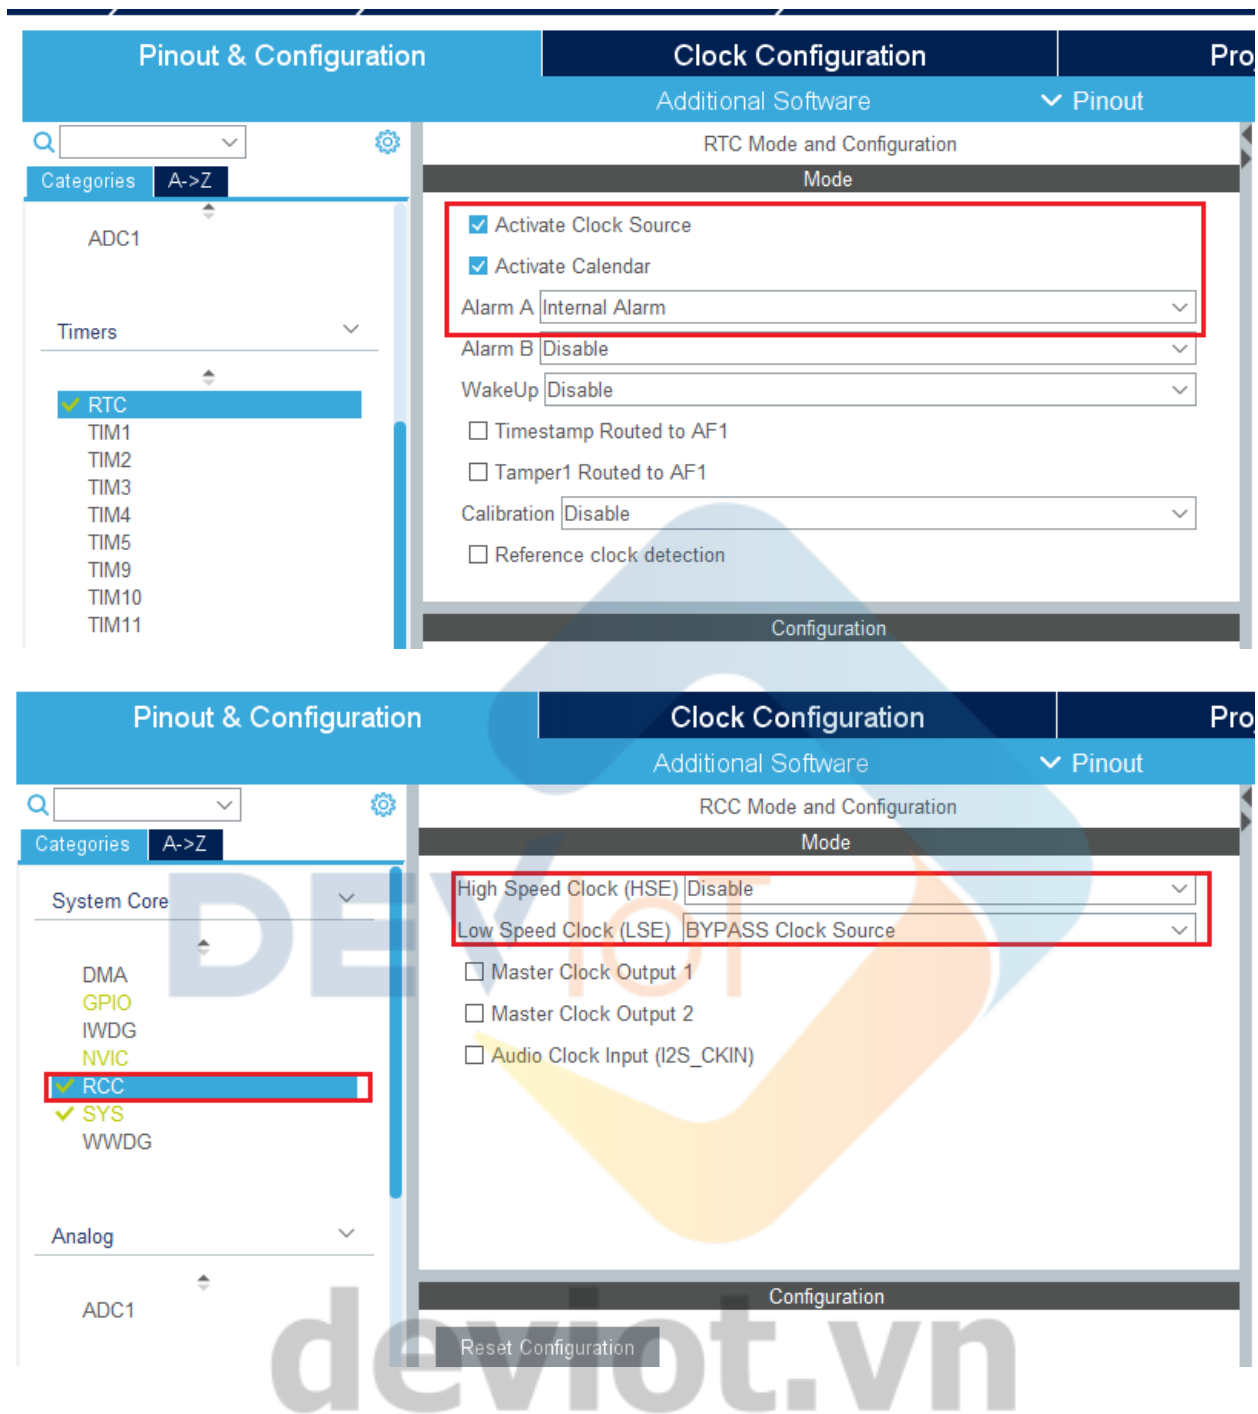 Pinout & Configuration
Clock Configuration
Pro
Additional Software
Pinout
Categories
A->Z
ADC1
Timers
RTC
TIM1
TIM2
TIM3
TIM4
TIM5
TIM9
TIM10
TIM11
RTC Mode and Configuration
Mode
Activate Clock Source
Activate Calendar
Alarm A Internal Alarm
Alarm B Disable
WakeUp Disable
Timestamp Routed to AF1
Tamper1 Routed to AF1
Calibration Disable
Reference clock detection
Configuration
Pinout & Configuration
Clock Configuration
Pro
Additional Software
Pinout
Categories
A->Z
System Core
DMA
GPIO
IWDG
NVIC
RCC
SYS
WWDG
Analog
ADC1
RCC Mode and Configuration
Mode
High Speed Clock (HSE) Disable
Low Speed Clock (LSE) BYPASS Clock Source
Master Clock Output 1
Master Clock Output 2
Audio Clock Input (I2S_CKIN)
Configuration
Reset Configuration
DEVIOT
deviot.vn